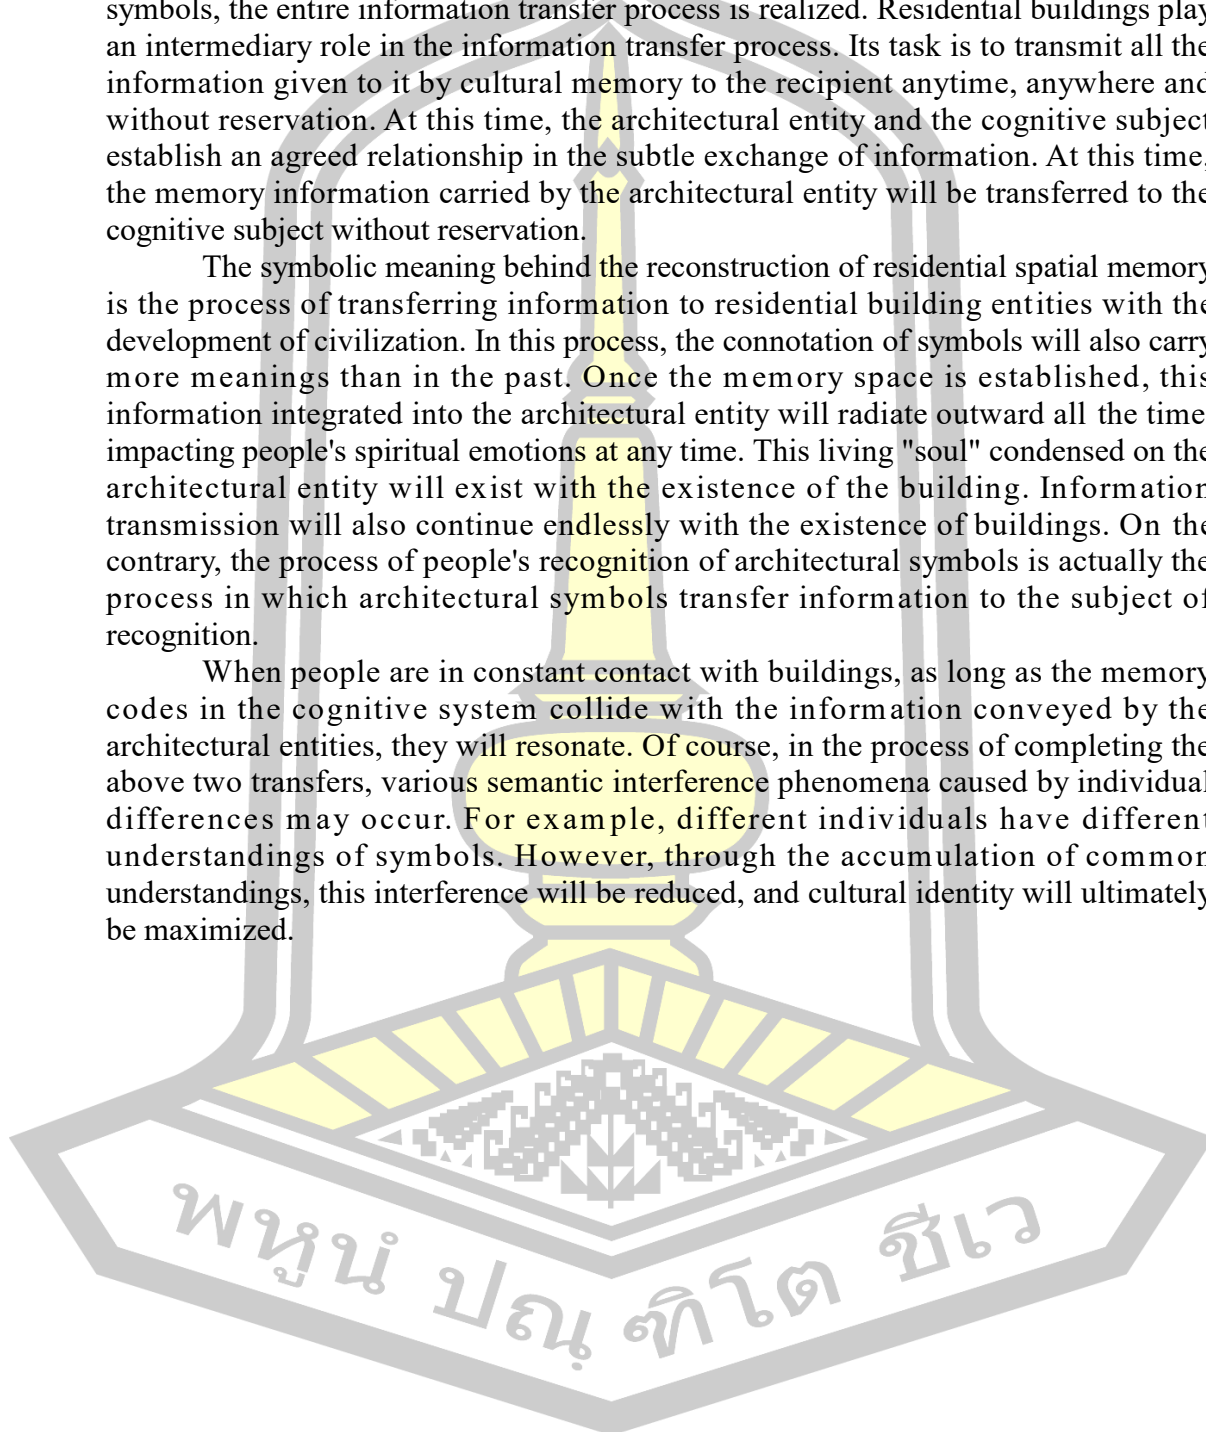 symbols, the entire information transfer process is realized. Residential buildings play
an intermediary role in the information transfer process. Its task is to transmit all the
information given to it by cultural memory to the recipient anytime, anywhere and
without reservation. At this time, the architectural entity and the cognitive subject
establish an agreed relationship in the subtle exchange of information. At this time,
the memory information carried by the architectural entity will be transferred to the
cognitive subject without reservation.
The symbolic meaning behind the reconstruction of residential spatial memory
is the process of transferring information to residential building entities with the
development of civilization. In this process, the connotation of symbols will also carry
more meanings than in the past. Once the memory space is established, this
information integrated into the architectural entity will radiate outward all the time
impacting people's spiritual emotions at any time. This living "soul" condensed on the
architectural entity will exist with the existence of the building. Information
transmission will also continue endlessly with the existence of buildings. On the
contrary, the process of people's recognition of architectural symbols is actually the
process in which architectural symbols transfer information to the subject of
recognition.
When people are in constant contact with buildings, as long as the memory
codes in the cognitive system collide with the information conveyed by the
architectural entities, they will resonate. Of course, in the process of completing the
above two transfers, various semantic interference phenomena caused by individual
differences may occur. For example, different individuals have different
understandings of symbols. However, through the accumulation of common
understandings, this interference will be reduced, and cultural identity will ultimately
be maximized.
พหูนํ ปณฺ ฑิโต ชีเว